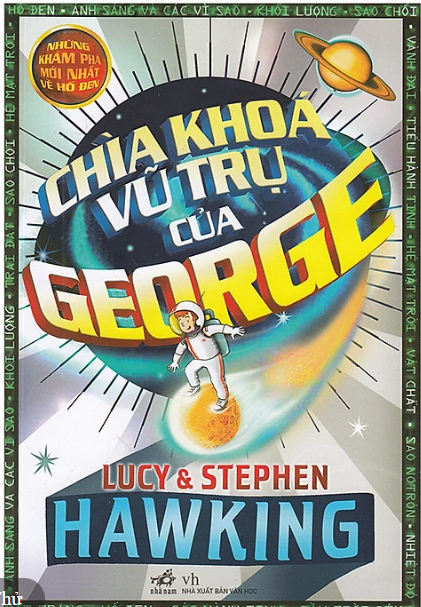 HỐ ĐEN • ÁNH SÁNG VÀ CÁC VÌ SAO • KHỐI LƯỢNG • SAO CHỔI
VÀNH ĐAI • TIỂU HÀNH TINH • HỆ MẶT TRỜI • VẬT CHẤT • SAO NƠTRON • NHIỆT ĐỘ
ÁNH SÁNG VÀ CÁC VÌ SAO • KHỐI LƯỢNG • TRÁI ĐẤT • SAO CHỔI • HỆ MẶT TRỜI
NHỮNG
KHÁM PHÁ
MỚI NHẤT
VỀ HỐ ĐEN
CHÌA KHOÁ
VŨ TRỤ
CỦA
GEORGE
LUCY & STEPHEN
HAWKING
nhã nam
vh
NHÀ XUẤT BẢN VĂN HỌC